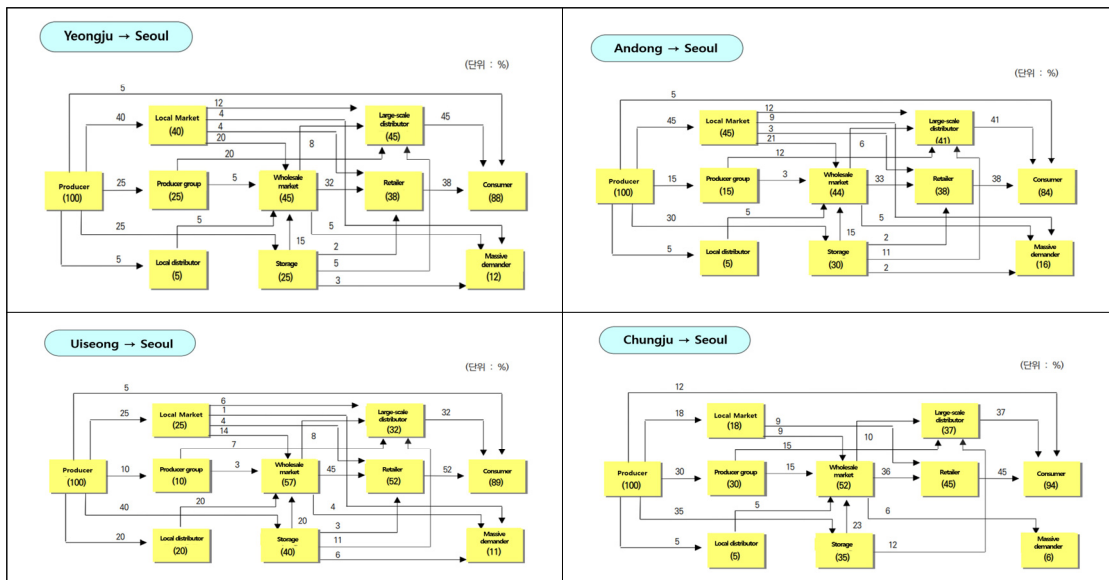 Yeongju → Seoul
(단위 : %)
5
12
4
4
20
40
Local Market
(40)
Large-scale
distributor
(45)
45
8
20
Producer
(100)
25
Producer group
(25)
5
Wholesale
market
(45)
32
Retailer
(38)
38
Consumer
(88)
25
5
15
5
2
5
3
5
Local distributor
(5)
Storage
(25)
Massive
demander
(12)
Andong → Seoul
(단위 : %)
5
12
9
3
21
45
Local Market
(45)
Large-scale
distributor
(41)
41
6
12
Producer
(100)
15
Producer group
(15)
3
Wholesale
market
(44)
33
Retailer
(38)
38
Consumer
(84)
30
5
15
5
2
11
2
5
Local distributor
(5)
Storage
(30)
Massive
demander
(16)
Uiseong → Seoul
(단위 : %)
5
6
1
4
14
25
Local Market
(25)
Large-scale
distributor
(32)
32
8
7
Producer
(100)
10
Producer group
(10)
3
Wholesale
market
(57)
45
Retailer
(52)
52
Consumer
(89)
40
20
20
4
3
11
6
20
Local distributor
(20)
Storage
(40)
Massive
demander
(11)
Chungju → Seoul
(단위 : %)
12
9
9
18
Local Market
(18)
Large-scale
distributor
(37)
37
10
15
Producer
(100)
30
Producer group
(30)
15
Wholesale
market
(52)
36
Retailer
(45)
45
Consumer
(94)
35
5
23
6
12
5
Local distributor
(5)
Storage
(35)
Massive
demander
(6)